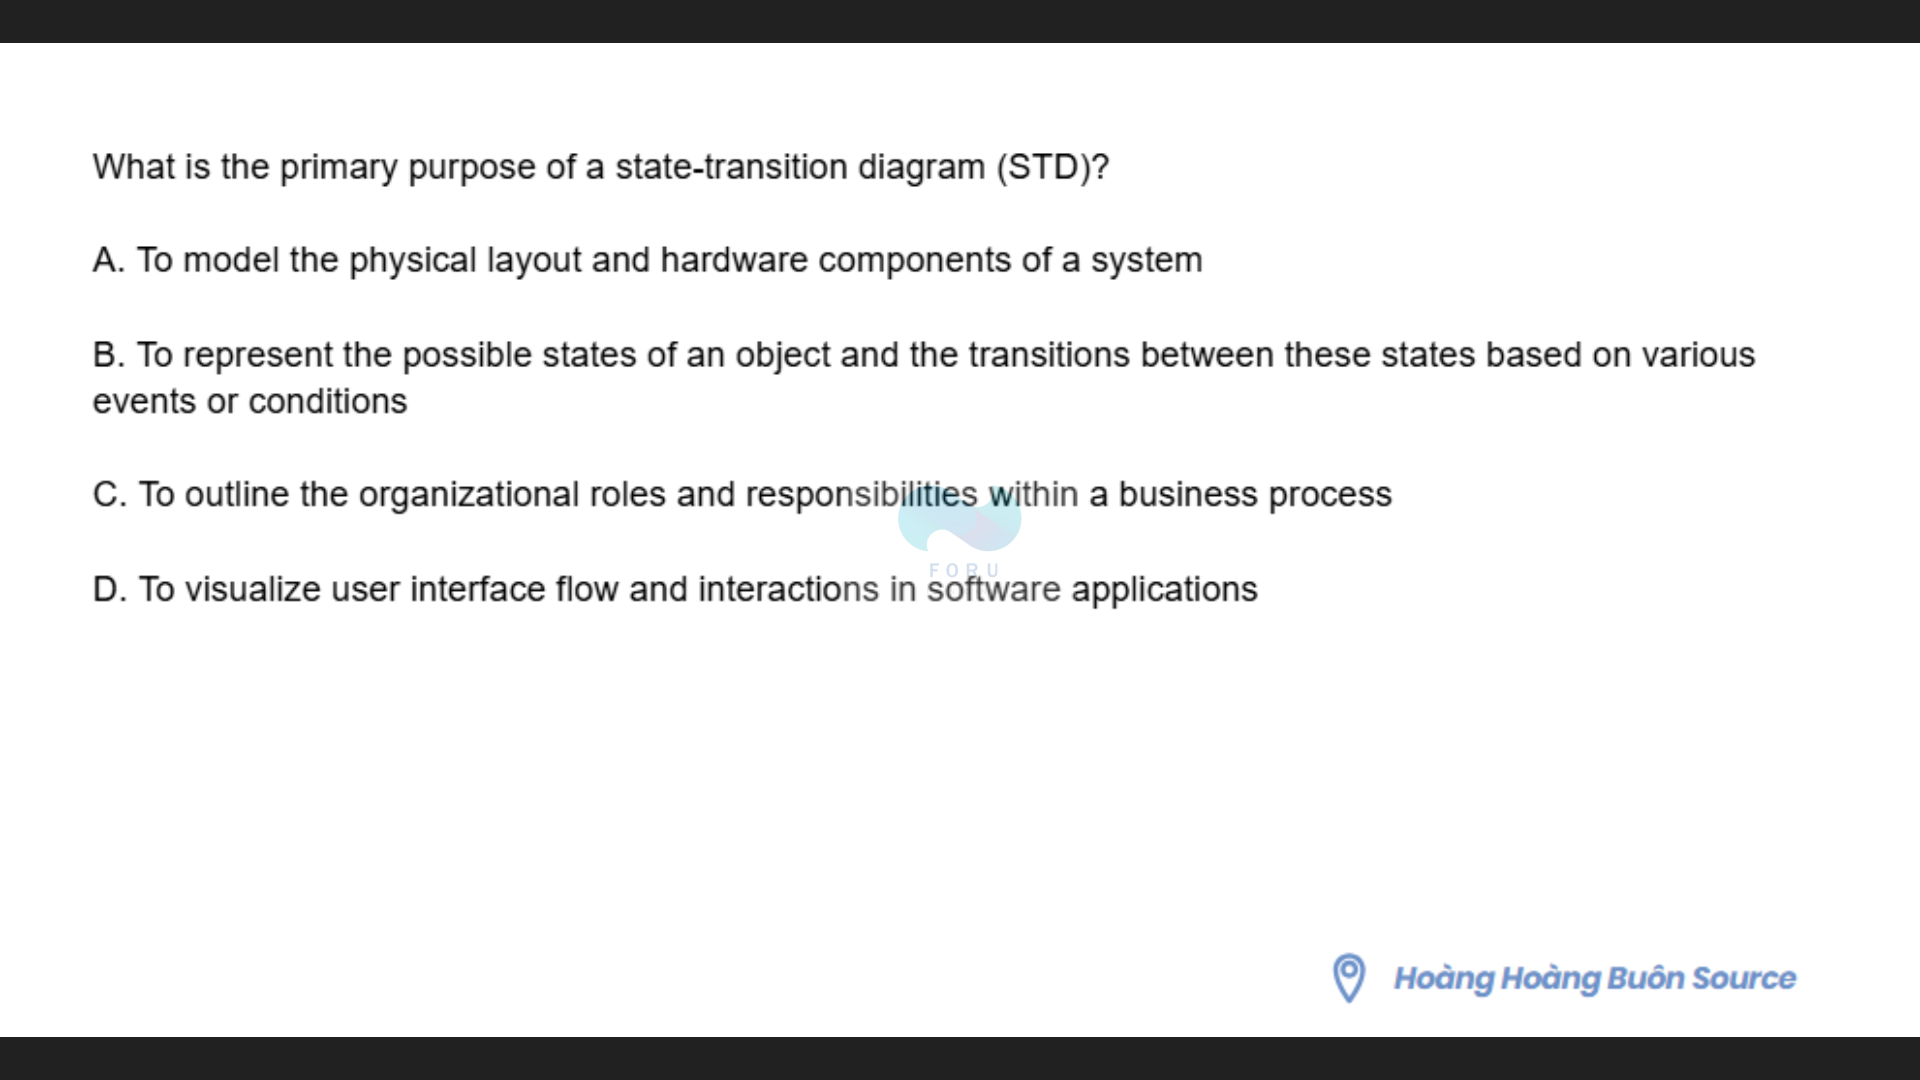 What is the primary purpose of a state-transition diagram (STD)?
A. To model the physical layout and hardware components of a system
B. To represent the possible states of an object and the transitions between these states based on various
events or conditions
C. To outline the organizational roles and responsibilities within a business process
FORU
D. To visualize user interface flow and interactions in software applications
Hoàng Hoàng Buôn Source